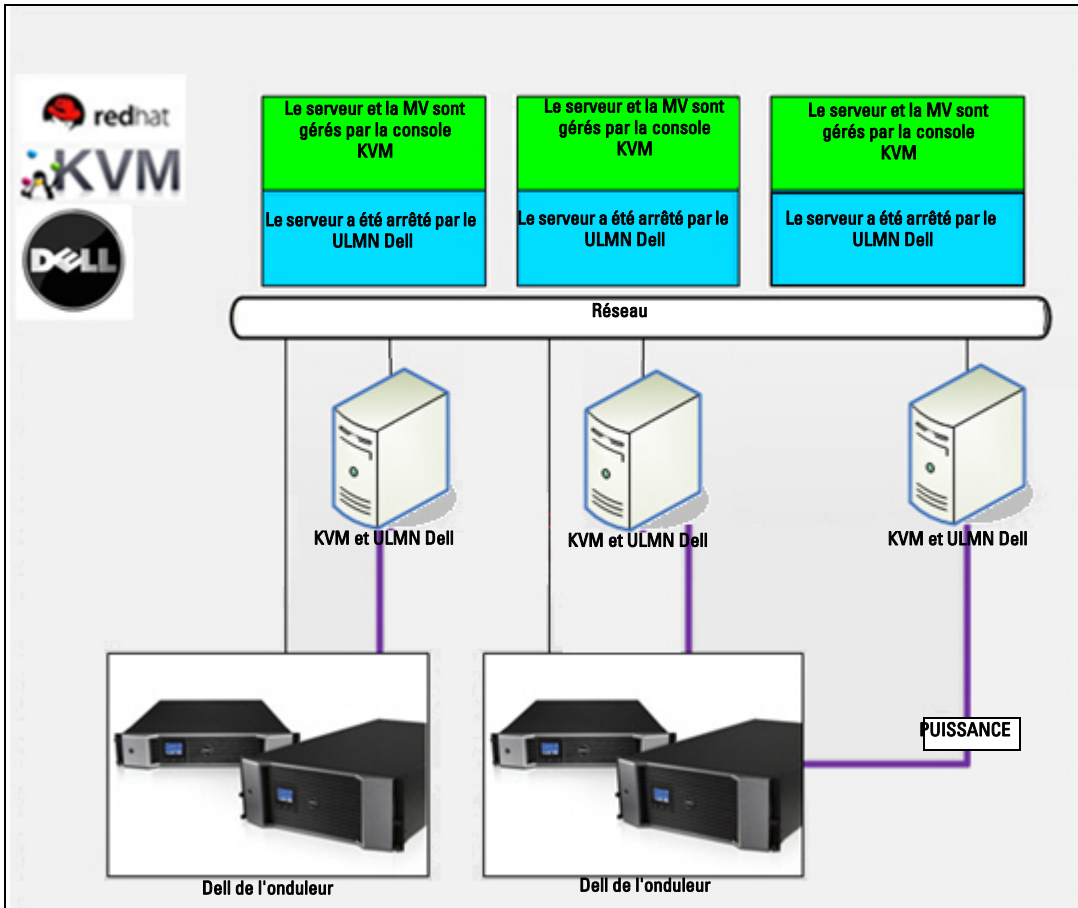 redhat
KVM
DELL
Le serveur et la MV sont
gérés par la console
KVM
Le serveur et la MV sont
gérés par la console
KVM
Le serveur et la MV sont
gérés par la console
KVM
Le serveur a été arrêté par le
ULMN Dell
Le serveur a été arrêté par le
ULMN Dell
Le serveur a été arrêté par le
ULMN Dell
Réseau
KVM et ULMN Dell
KVM et ULMN Dell
KVM et ULMN Dell
PUISSANCE
Dell de l'onduleur
Dell de l'onduleur